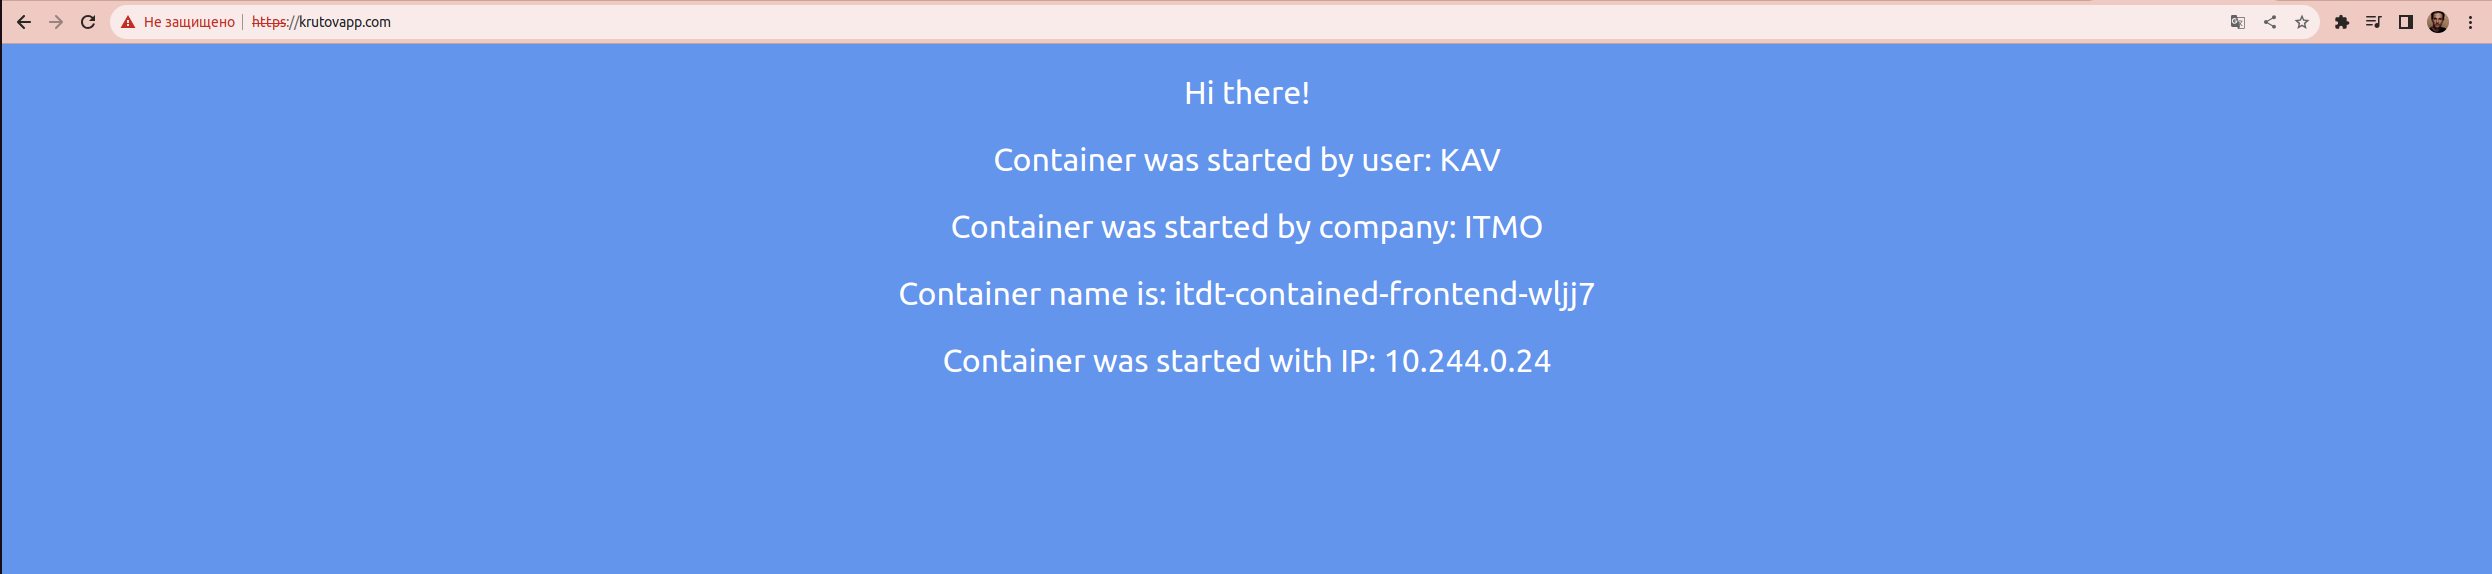 Не защищено https://krutovapp.com
Hi there!
Container was started by user: KAV
Container was started by company: ITMO
Container name is: itdt-contained-frontend-wljj7
Container was started with IP: 10.244.0.24